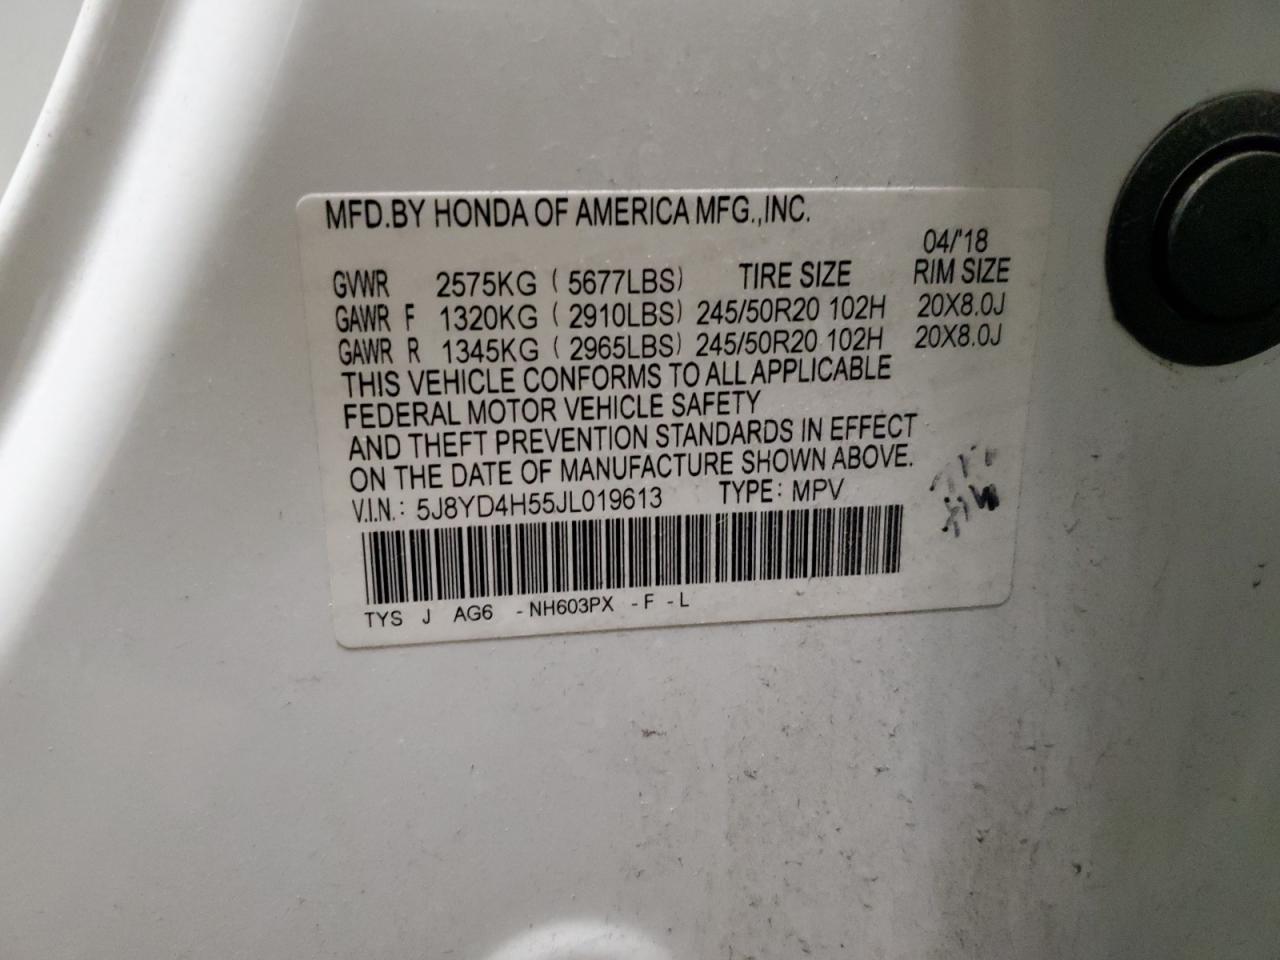 MFD.BY HONDA OF AMERICA MFG.,INC.
04/'18
GVWR 2575KG ( 5677LBS) TIRE SIZE RIM SIZE
GAWR F 1320KG ( 2910LBS) 245/50R20 102H 20X8.0J
GAWR R 1345KG ( 2965LBS) 245/50R20 102H 20X8.0J
THIS VEHICLE CONFORMS TO ALL APPLICABLE
FEDERAL MOTOR VEHICLE SAFETY
AND THEFT PREVENTION STANDARDS IN EFFECT
ON THE DATE OF MANUFACTURE SHOWN ABOVE.
V.I.N.: 5J8YD4H55JL019613 TYPE: MPV
TYS J AG6 -NH603PX -F -L